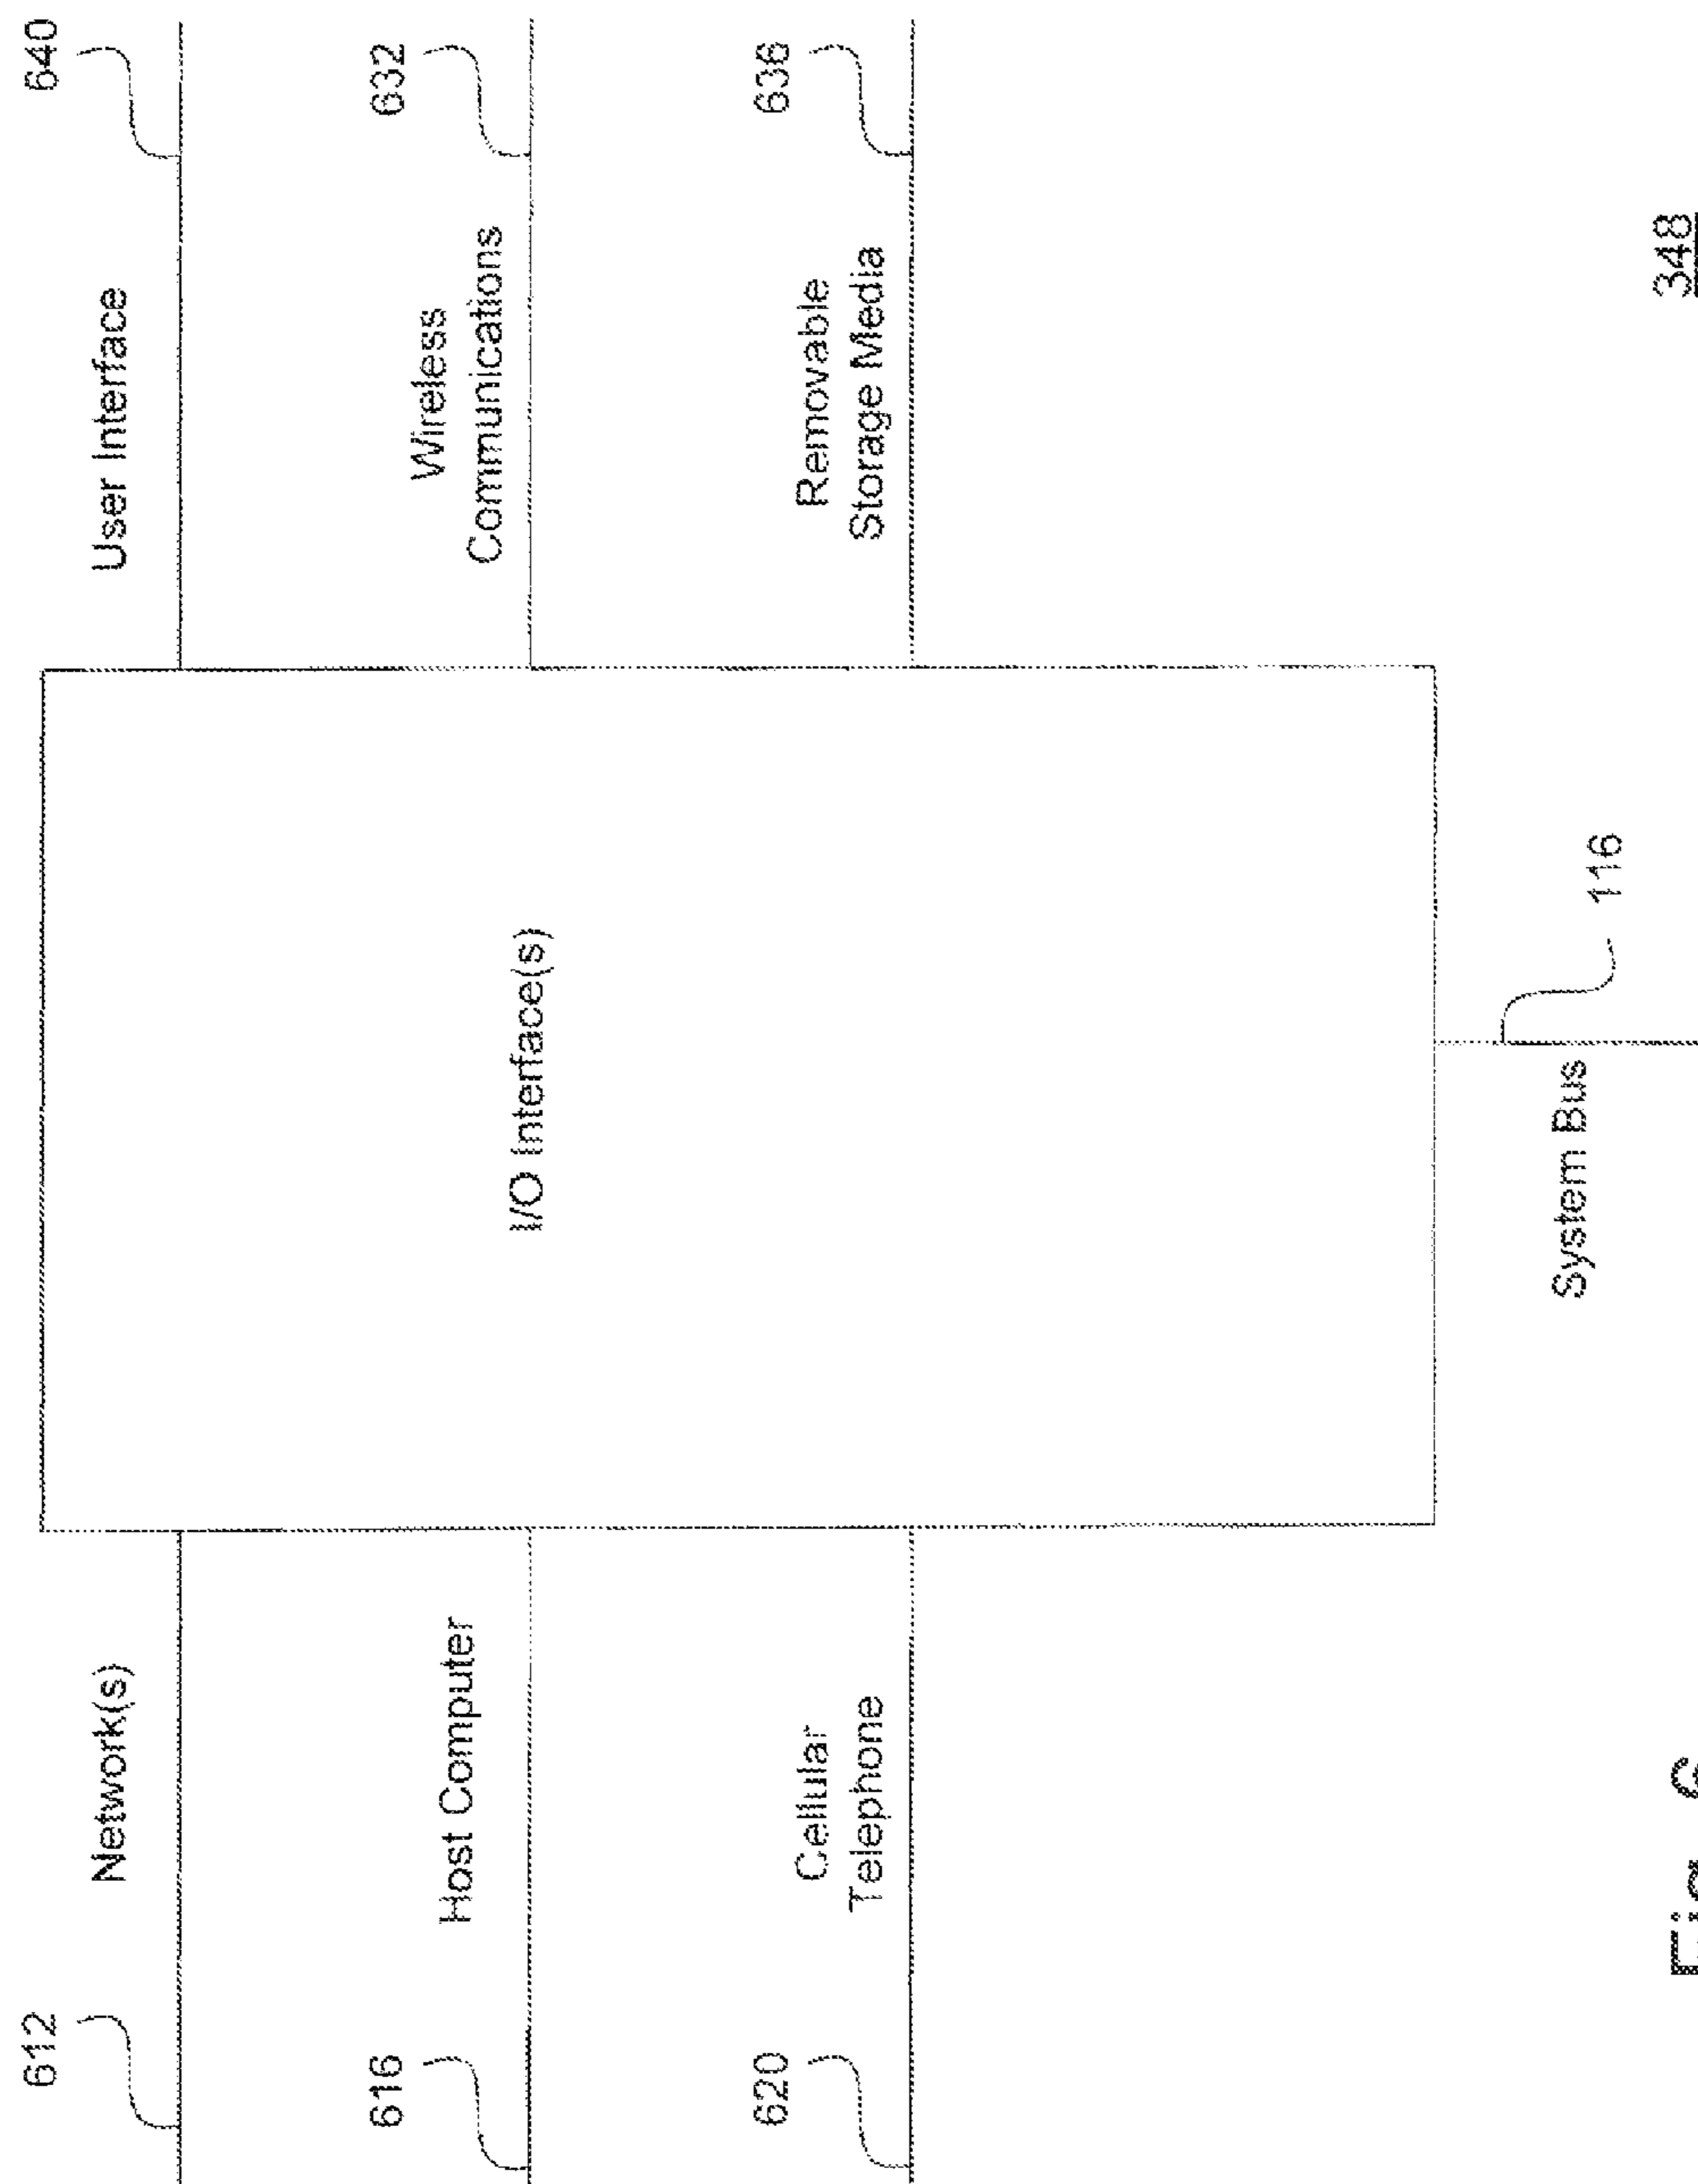 612
640
Network(s)
User Interface
616
632
Host Computer
Wireless
Communications
I/O Interface(s)
620
636
Cellular
Telephone
Removable
Storage Media
System Bus
116
348
Fig. 6